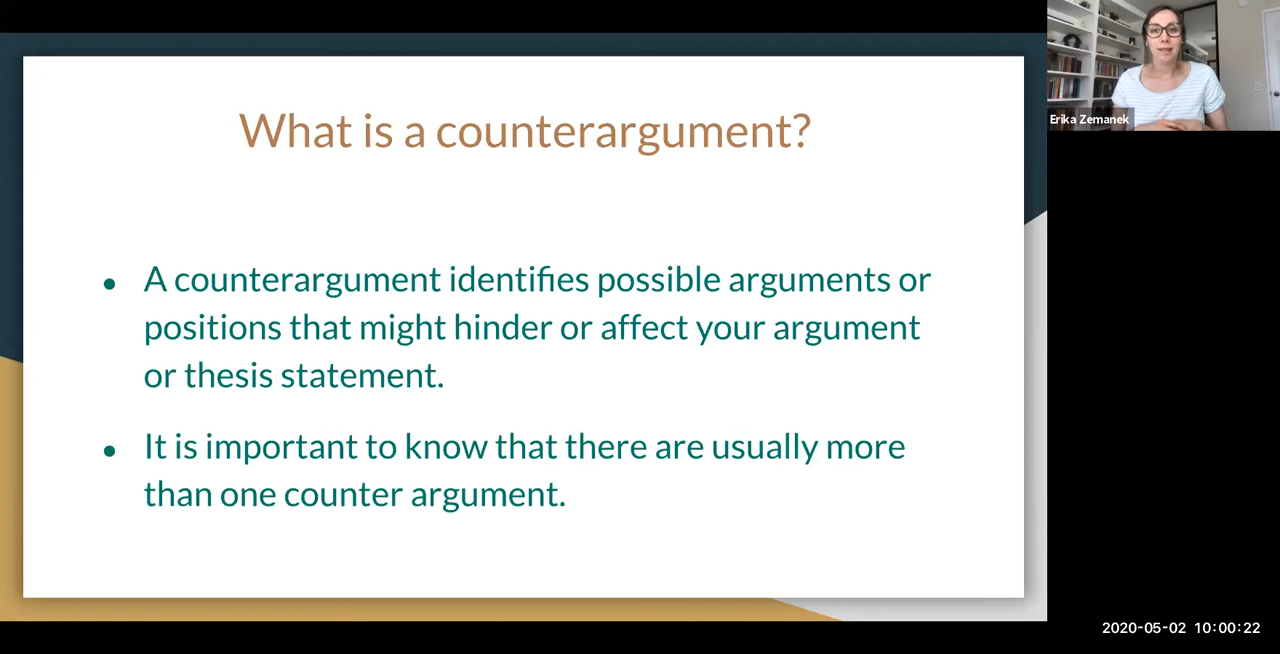 What is a counterargument?
● A counterargument identifies possible arguments or
positions that might hinder or affect your argument
or thesis statement.
● It is important to know that there are usually more
than one counter argument.
Erika Zemanek
2020-05-02 10:00:22